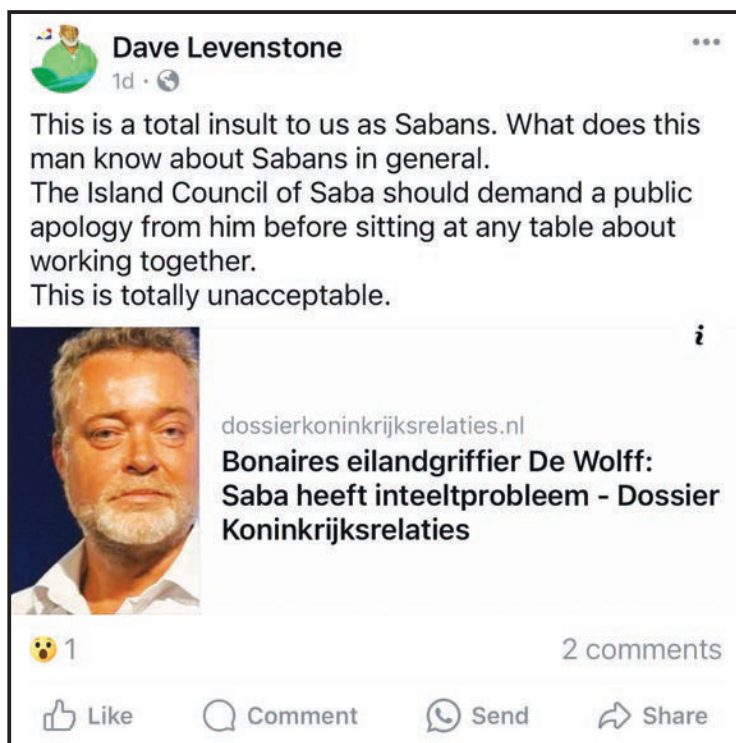 Dave Levenstone
1d ·
This is a total insult to us as Sabans. What does this
man know about Sabans in general.
The Island Council of Saba should demand a public
apology from him before sitting at any table about
working together.
This is totally unacceptable.
i
dossierkoninkrijksrelaties.nl
Bonaires eilandgriffier De Wolff:
Saba heeft inteeltprobleem - Dossier
Koninkrijksrelaties
1
2 comments
Like
Comment
Send
Share